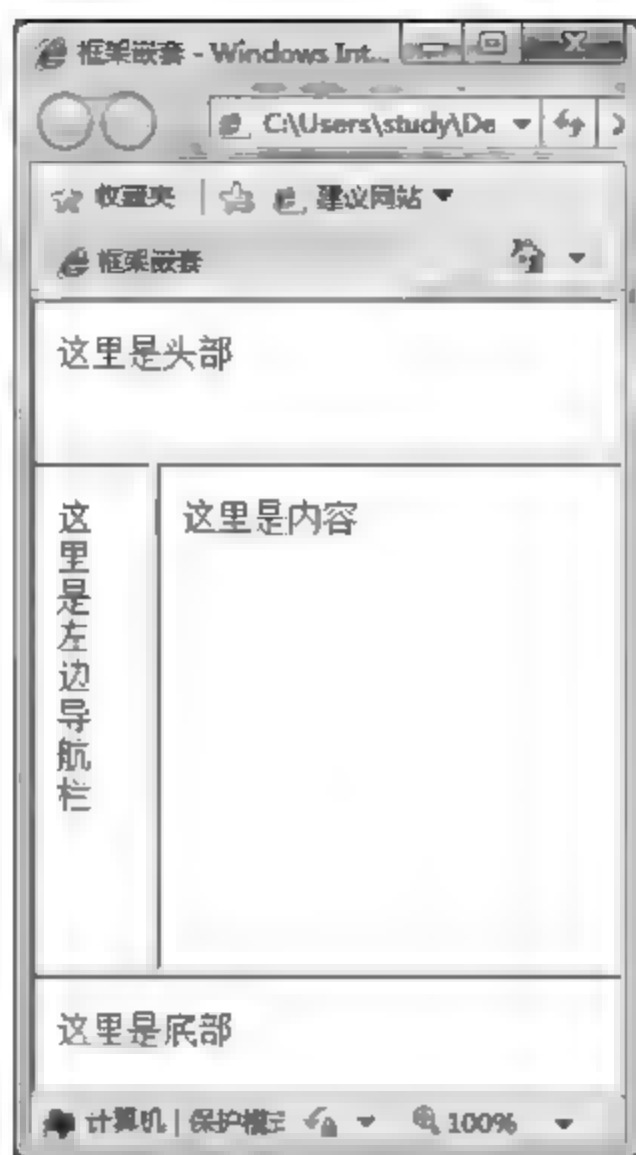 框架嵌套 - Windows Int...
C:\Users\study\De
收藏夹 | 建议网站
框架嵌套
这里是头部
这里是左边导航栏
这里是内容
这里是底部
计算机 | 保护模式
100%